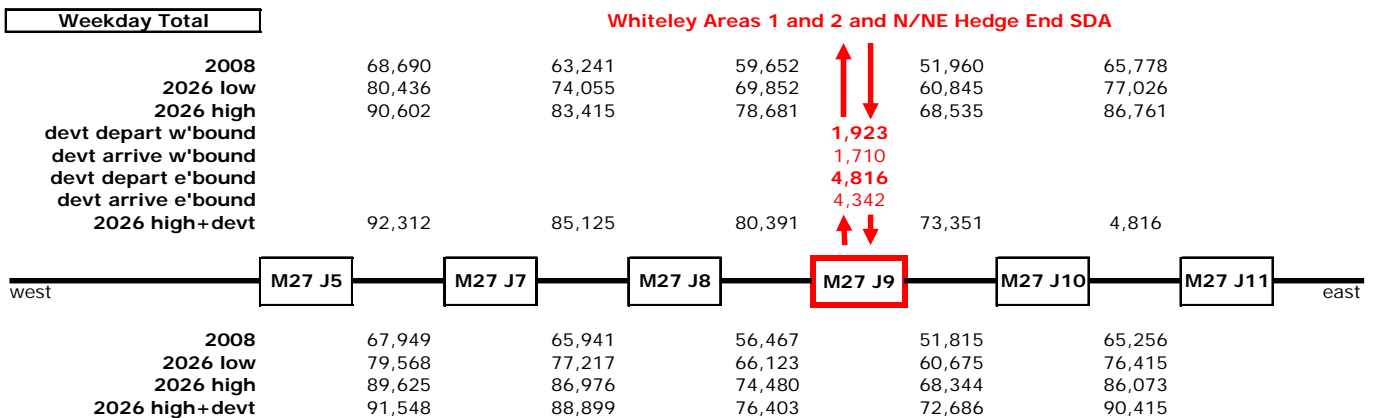 Weekday Total Whiteley Areas 1 and 2 and N/NE Hedge End SDA
2008 68,690 63,241 59,652 51,960 65,778
2026 low 80,436 74,055 69,852 60,845 77,026
2026 high 90,602 83,415 78,681 68,535 86,761
devt depart w'bound 1,923
devt arrive w'bound 1,710
devt depart e'bound 4,816
devt arrive e'bound 4,342
2026 high+devt 92,312 85,125 80,391 73,351 4,816
west M27 J5 M27 J7 M27 J8 M27 J9 M27 J10 M27 J11 east
2008 67,949 65,941 56,467 51,815 65,256
2026 low 79,568 77,217 66,123 60,675 76,415
2026 high 89,625 86,976 74,480 68,344 86,073
2026 high+devt 91,548 88,899 76,403 72,686 90,415